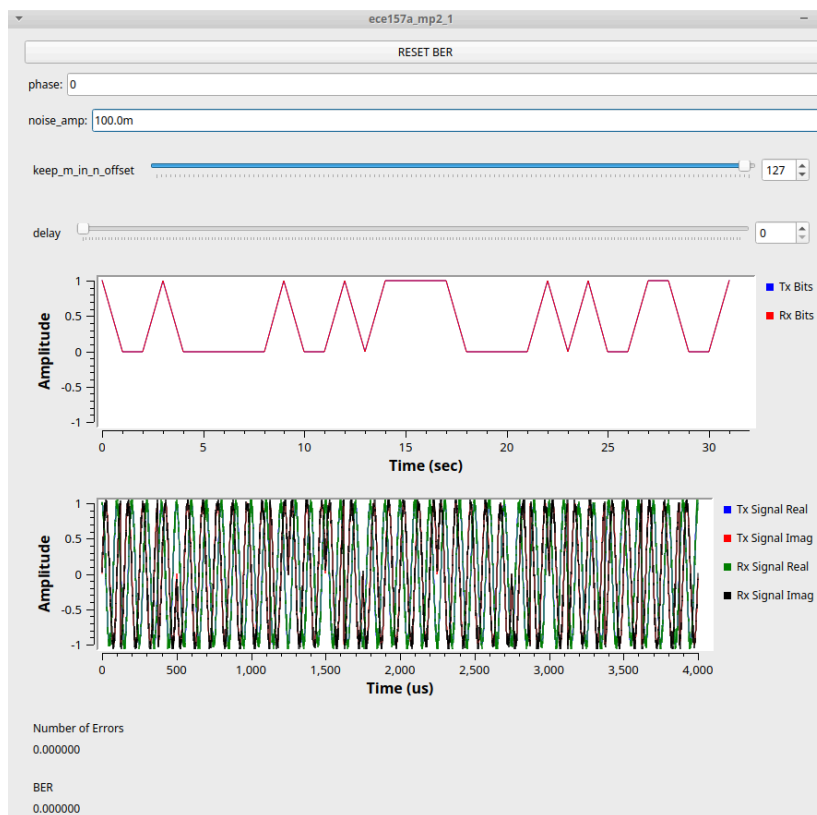 ece157a_mp2_1
RESET BER
phase: 0
noise_amp: 100.0m
keep_m_in_n_offset 127
delay 0
1
0.5
0
-0.5
-1
Amplitude
0 5 10 15 20 25 30
Time (sec)
Tx Bits
Rx Bits
1
0.5
0
-0.5
-1
Amplitude
0 500 1,000 1,500 2,000 2,500 3,000 3,500 4,000
Time (us)
Tx Signal Real
Tx Signal Imag
Rx Signal Real
Rx Signal Imag
Number of Errors
0.000000
BER
0.000000